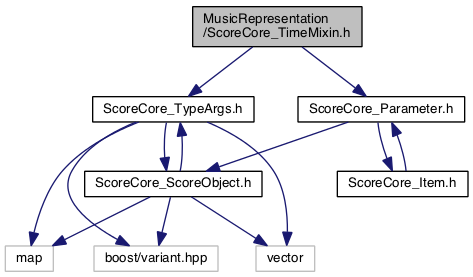 MusicRepresentation
/ScoreCore_TimeMixin.h
ScoreCore_TypeArgs.h
ScoreCore_Parameter.h
ScoreCore_ScoreObject.h
ScoreCore_Item.h
map
boost/variant.hpp
vector